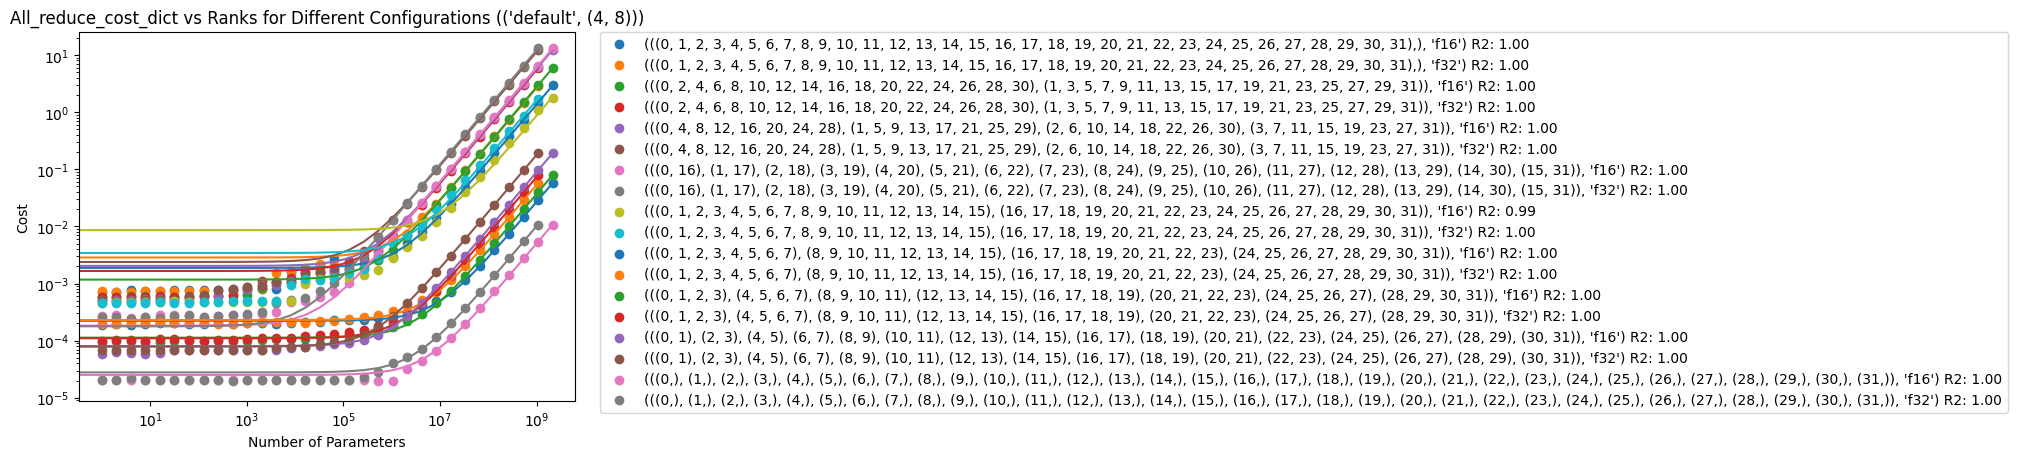 All_reduce_cost_dict vs Ranks for Different Configurations (('default', (4, 8)))
10¹
10⁰
10⁻¹
10⁻²
10⁻³
10⁻⁴
10⁻⁵
Cost
10¹
10³
10⁵
10⁷
10⁹
Number of Parameters
(((0, 1, 2, 3, 4, 5, 6, 7, 8, 9, 10, 11, 12, 13, 14, 15, 16, 17, 18, 19, 20, 21, 22, 23, 24, 25, 26, 27, 28, 29, 30, 31),), 'f16') R2: 1.00
(((0, 1, 2, 3, 4, 5, 6, 7, 8, 9, 10, 11, 12, 13, 14, 15, 16, 17, 18, 19, 20, 21, 22, 23, 24, 25, 26, 27, 28, 29, 30, 31),), 'f32') R2: 1.00
(((0, 2, 4, 6, 8, 10, 12, 14, 16, 18, 20, 22, 24, 26, 28, 30), (1, 3, 5, 7, 9, 11, 13, 15, 17, 19, 21, 23, 25, 27, 29, 31)), 'f16') R2: 1.00
(((0, 2, 4, 6, 8, 10, 12, 14, 16, 18, 20, 22, 24, 26, 28, 30), (1, 3, 5, 7, 9, 11, 13, 15, 17, 19, 21, 23, 25, 27, 29, 31)), 'f32') R2: 1.00
(((0, 4, 8, 12, 16, 20, 24, 28), (1, 5, 9, 13, 17, 21, 25, 29), (2, 6, 10, 14, 18, 22, 26, 30), (3, 7, 11, 15, 19, 23, 27, 31)), 'f16') R2: 1.00
(((0, 4, 8, 12, 16, 20, 24, 28), (1, 5, 9, 13, 17, 21, 25, 29), (2, 6, 10, 14, 18, 22, 26, 30), (3, 7, 11, 15, 19, 23, 27, 31)), 'f32') R2: 1.00
(((0, 16), (1, 17), (2, 18), (3, 19), (4, 20), (5, 21), (6, 22), (7, 23), (8, 24), (9, 25), (10, 26), (11, 27), (12, 28), (13, 29), (14, 30), (15, 31)), 'f16') R2: 1.00
(((0, 16), (1, 17), (2, 18), (3, 19), (4, 20), (5, 21), (6, 22), (7, 23), (8, 24), (9, 25), (10, 26), (11, 27), (12, 28), (13, 29), (14, 30), (15, 31)), 'f32') R2: 1.00
(((0, 1, 2, 3, 4, 5, 6, 7, 8, 9, 10, 11, 12, 13, 14, 15), (16, 17, 18, 19, 20, 21, 22, 23, 24, 25, 26, 27, 28, 29, 30, 31)), 'f16') R2: 0.99
(((0, 1, 2, 3, 4, 5, 6, 7, 8, 9, 10, 11, 12, 13, 14, 15), (16, 17, 18, 19, 20, 21, 22, 23, 24, 25, 26, 27, 28, 29, 30, 31)), 'f32') R2: 1.00
(((0, 1, 2, 3, 4, 5, 6, 7), (8, 9, 10, 11, 12, 13, 14, 15), (16, 17, 18, 19, 20, 21, 22, 23), (24, 25, 26, 27, 28, 29, 30, 31)), 'f16') R2: 1.00
(((0, 1, 2, 3, 4, 5, 6, 7), (8, 9, 10, 11, 12, 13, 14, 15), (16, 17, 18, 19, 20, 21, 22, 23), (24, 25, 26, 27, 28, 29, 30, 31)), 'f32') R2: 1.00
(((0, 1, 2, 3), (4, 5, 6, 7), (8, 9, 10, 11), (12, 13, 14, 15), (16, 17, 18, 19), (20, 21, 22, 23), (24, 25, 26, 27), (28, 29, 30, 31)), 'f16') R2: 1.00
(((0, 1, 2, 3), (4, 5, 6, 7), (8, 9, 10, 11), (12, 13, 14, 15), (16, 17, 18, 19), (20, 21, 22, 23), (24, 25, 26, 27), (28, 29, 30, 31)), 'f32') R2: 1.00
(((0, 1), (2, 3), (4, 5), (6, 7), (8, 9), (10, 11), (12, 13), (14, 15), (16, 17), (18, 19), (20, 21), (22, 23), (24, 25), (26, 27), (28, 29), (30, 31)), 'f16') R2: 1.00
(((0, 1), (2, 3), (4, 5), (6, 7), (8, 9), (10, 11), (12, 13), (14, 15), (16, 17), (18, 19), (20, 21), (22, 23), (24, 25), (26, 27), (28, 29), (30, 31)), 'f32') R2: 1.00
(((0,), (1,), (2,), (3,), (4,), (5,), (6,), (7,), (8,), (9,), (10,), (11,), (12,), (13,), (14,), (15,), (16,), (17,), (18,), (19,), (20,), (21,), (22,), (23,), (24,), (25,), (26,), (27,), (28,), (29,), (30,), (31,)), 'f16') R2: 1.00
(((0,), (1,), (2,), (3,), (4,), (5,), (6,), (7,), (8,), (9,), (10,), (11,), (12,), (13,), (14,), (15,), (16,), (17,), (18,), (19,), (20,), (21,), (22,), (23,), (24,), (25,), (26,), (27,), (28,), (29,), (30,), (31,)), 'f32') R2: 1.00